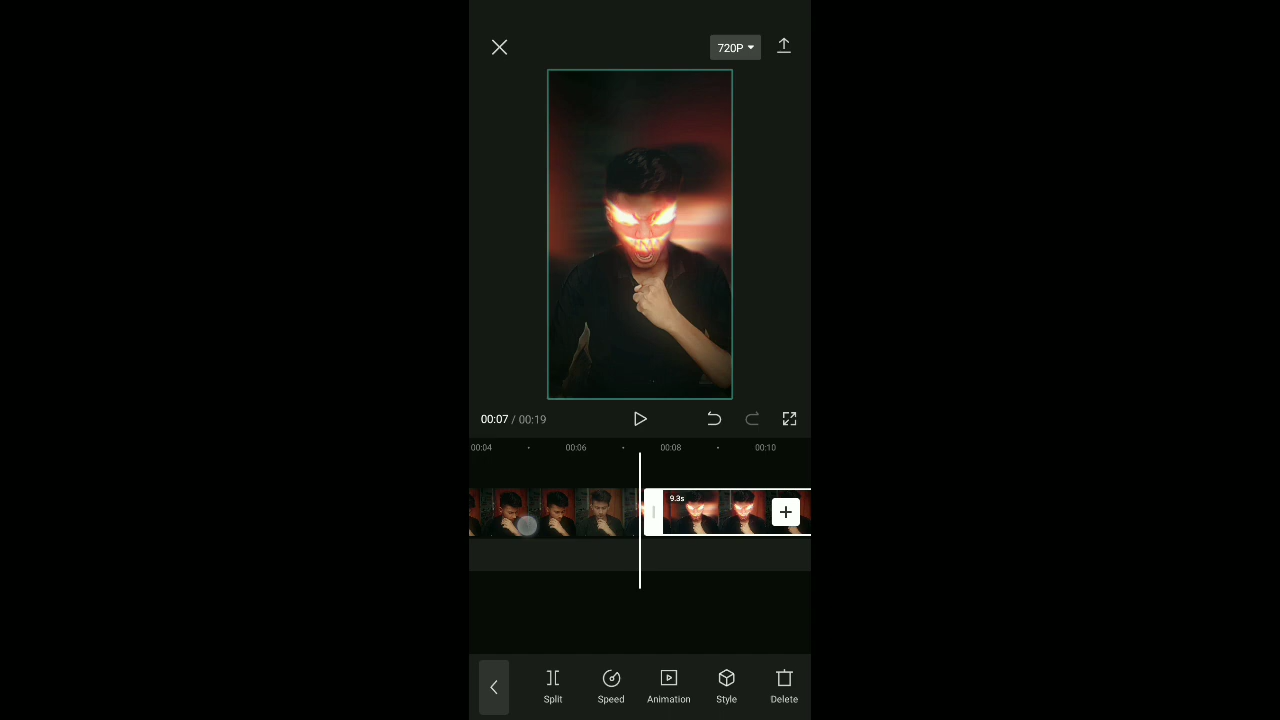 720P
00:07 / 00:19
00:04 00:06 00:08 00:10
9.3s
Split Speed Animation Style Delete